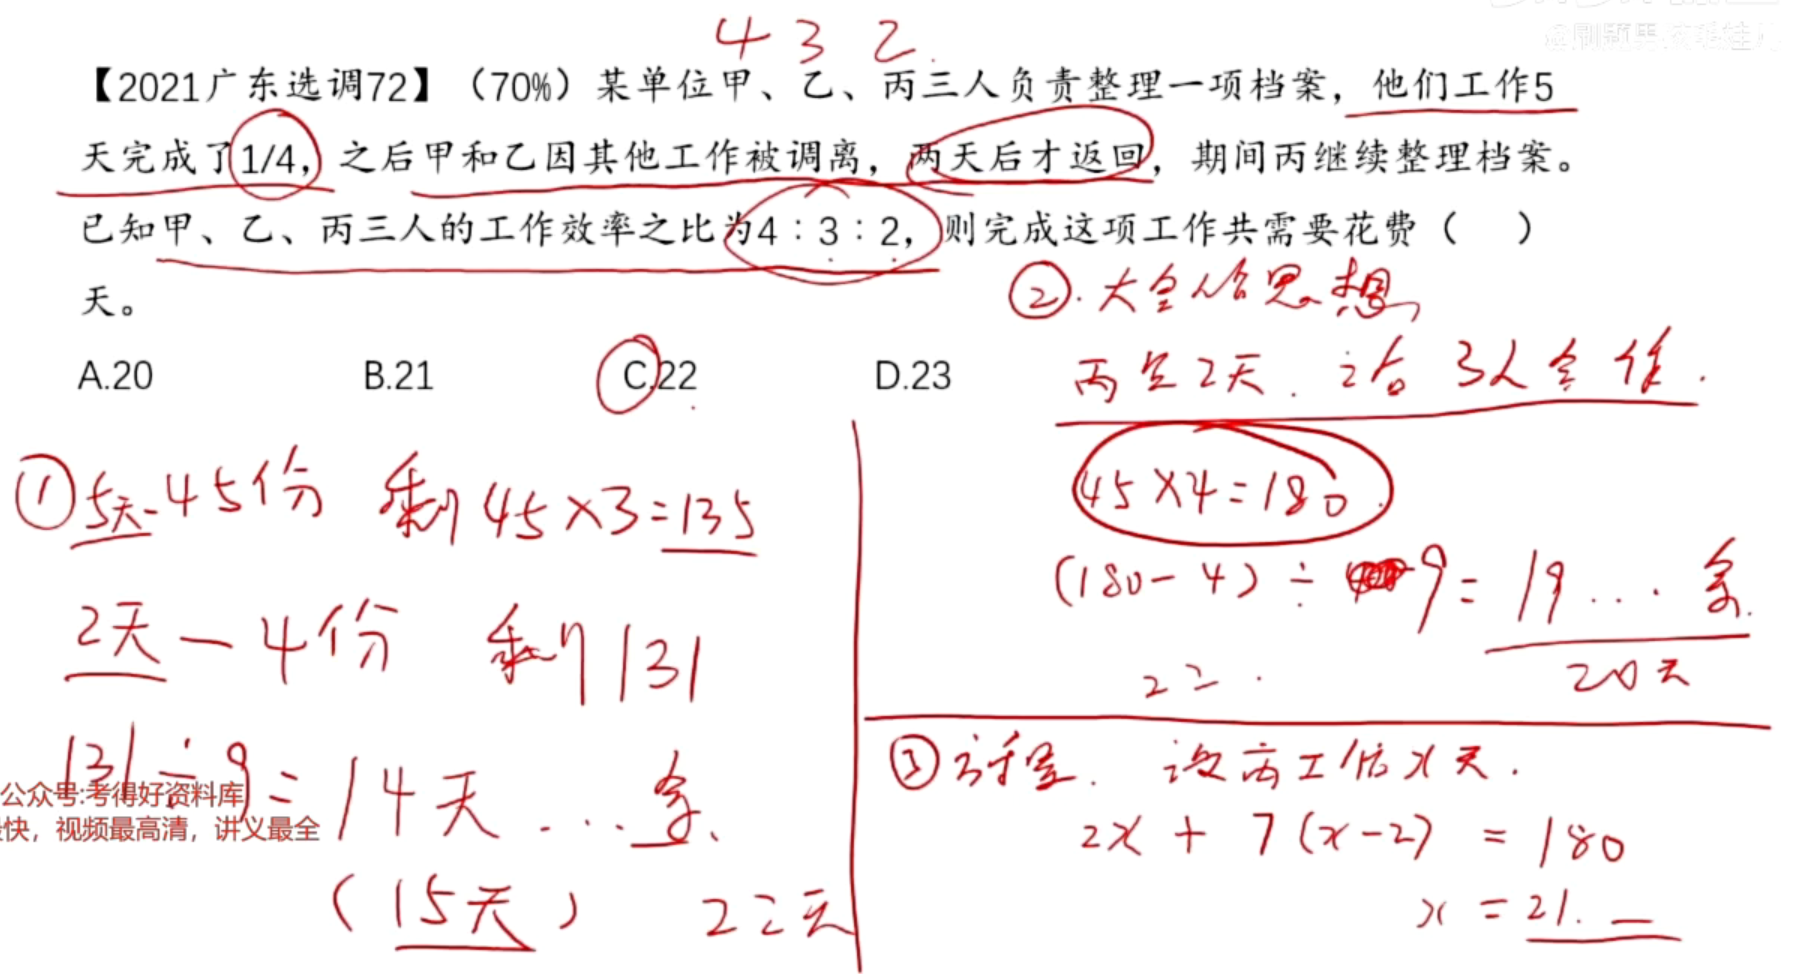 4 3 2.
【2021广东选调72】（70%）某单位甲、乙、丙三人负责整理一项档案，他们工作5
天完成了1/4，之后甲和乙因其他工作被调离，两天后才返回，期间丙继续整理档案。
已知甲、乙、丙三人的工作效率之比为4：3：2，则完成这项工作共需要花费（ ）
天。
A.20 B.21 C.22 D.23
① 5天-45份 剩45×3=135
2天-4份 剩131
131÷9=14天...余.
（15天） 22天
公众号:考得好资料库
快，视频最高清，讲义最全
②.大合作思想
丙先2天.之后3人合作.
45×4=180
(180-4)÷9=19...余.
20天
22.
③方程.设丙工作x天.
2x+7(x-2)=180
x=21.